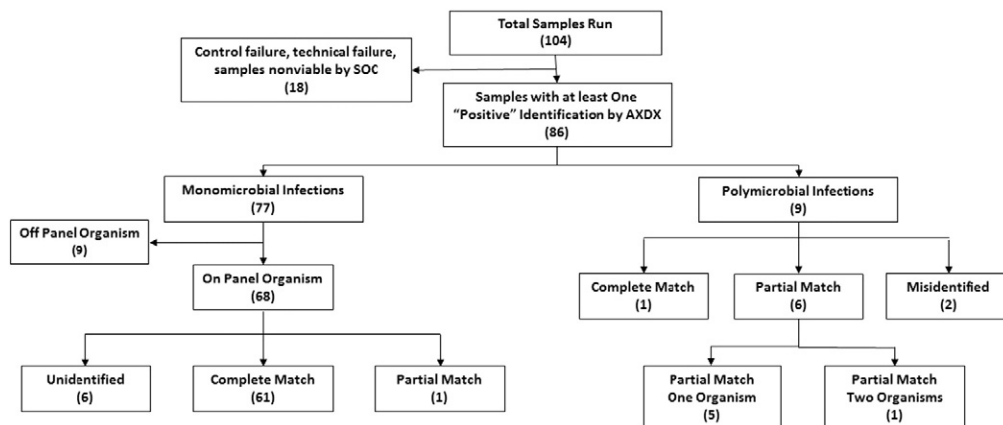 Total Samples Run
(104)
Control failure, technical failure,
samples nonviable by SOC
(18)
Samples with at least One
“Positive” Identification by AXDX
(86)
Monomicrobial Infections
(77)
Polymicrobial Infections
(9)
Off Panel Organism
(9)
On Panel Organism
(68)
Complete Match
(1)
Partial Match
(6)
Misidentified
(2)
Unidentified
(6)
Complete Match
(61)
Partial Match
(1)
Partial Match
One Organism
(5)
Partial Match
Two Organisms
(1)